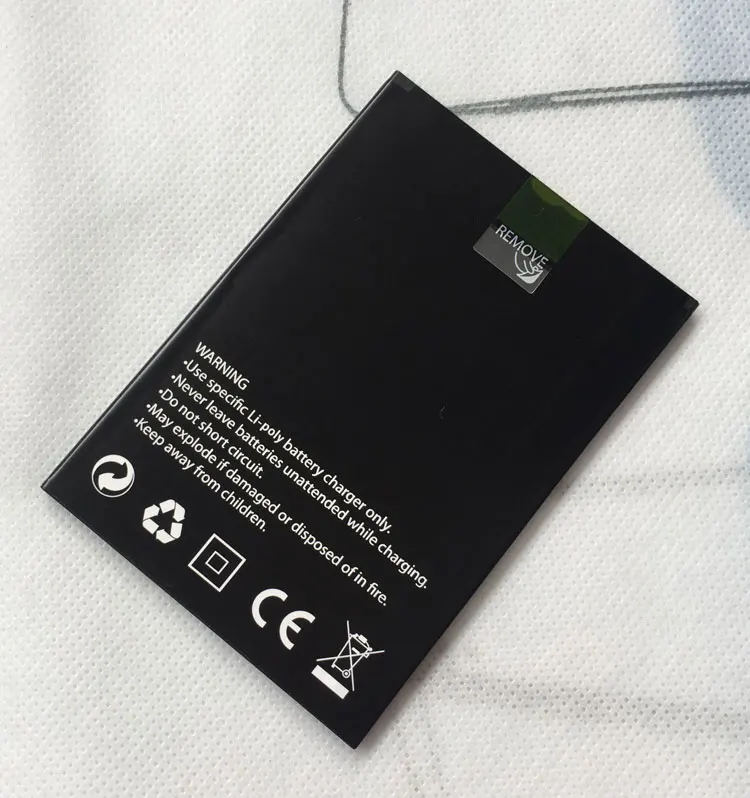 REMOVE
WARNING
•Use specific Li-poly battery charger only.
•Never leave batteries unattended while charging.
•Do not short circuit.
•May explode if damaged or disposed of in fire.
•Keep away from children.
CE